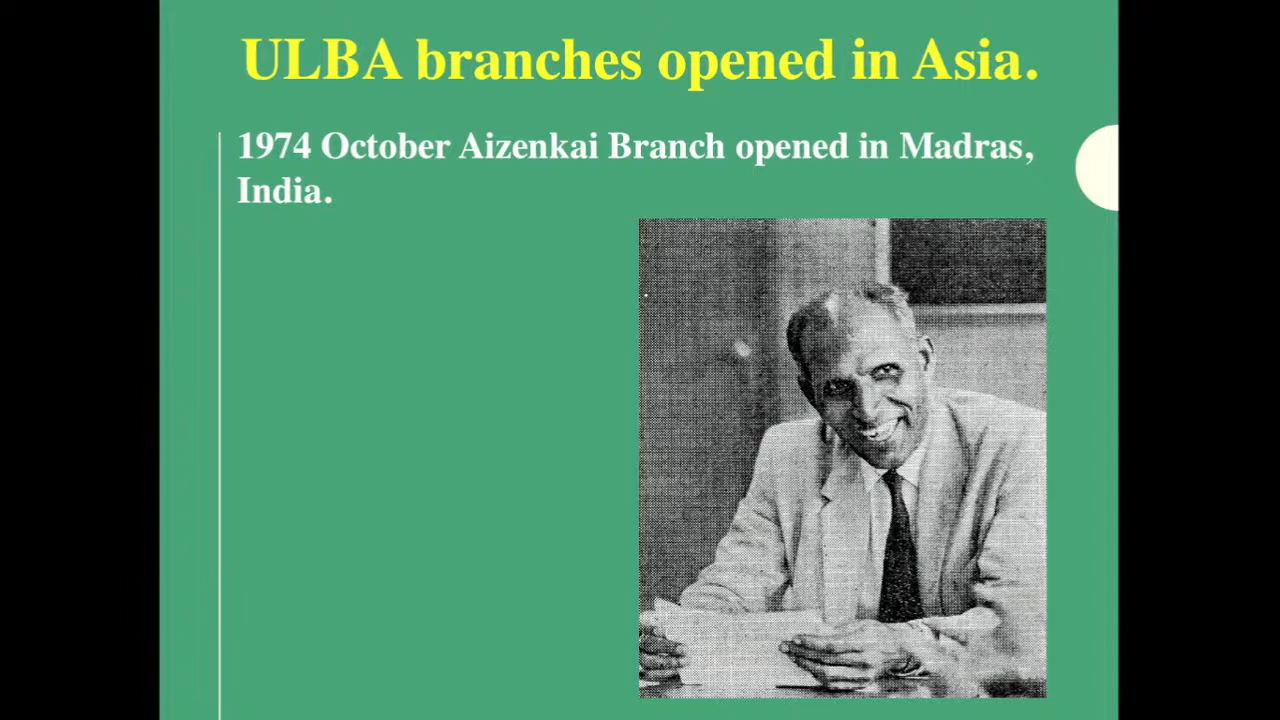 ULBA branches opened in Asia.
1974 October Aizenkai Branch opened in Madras,
India.